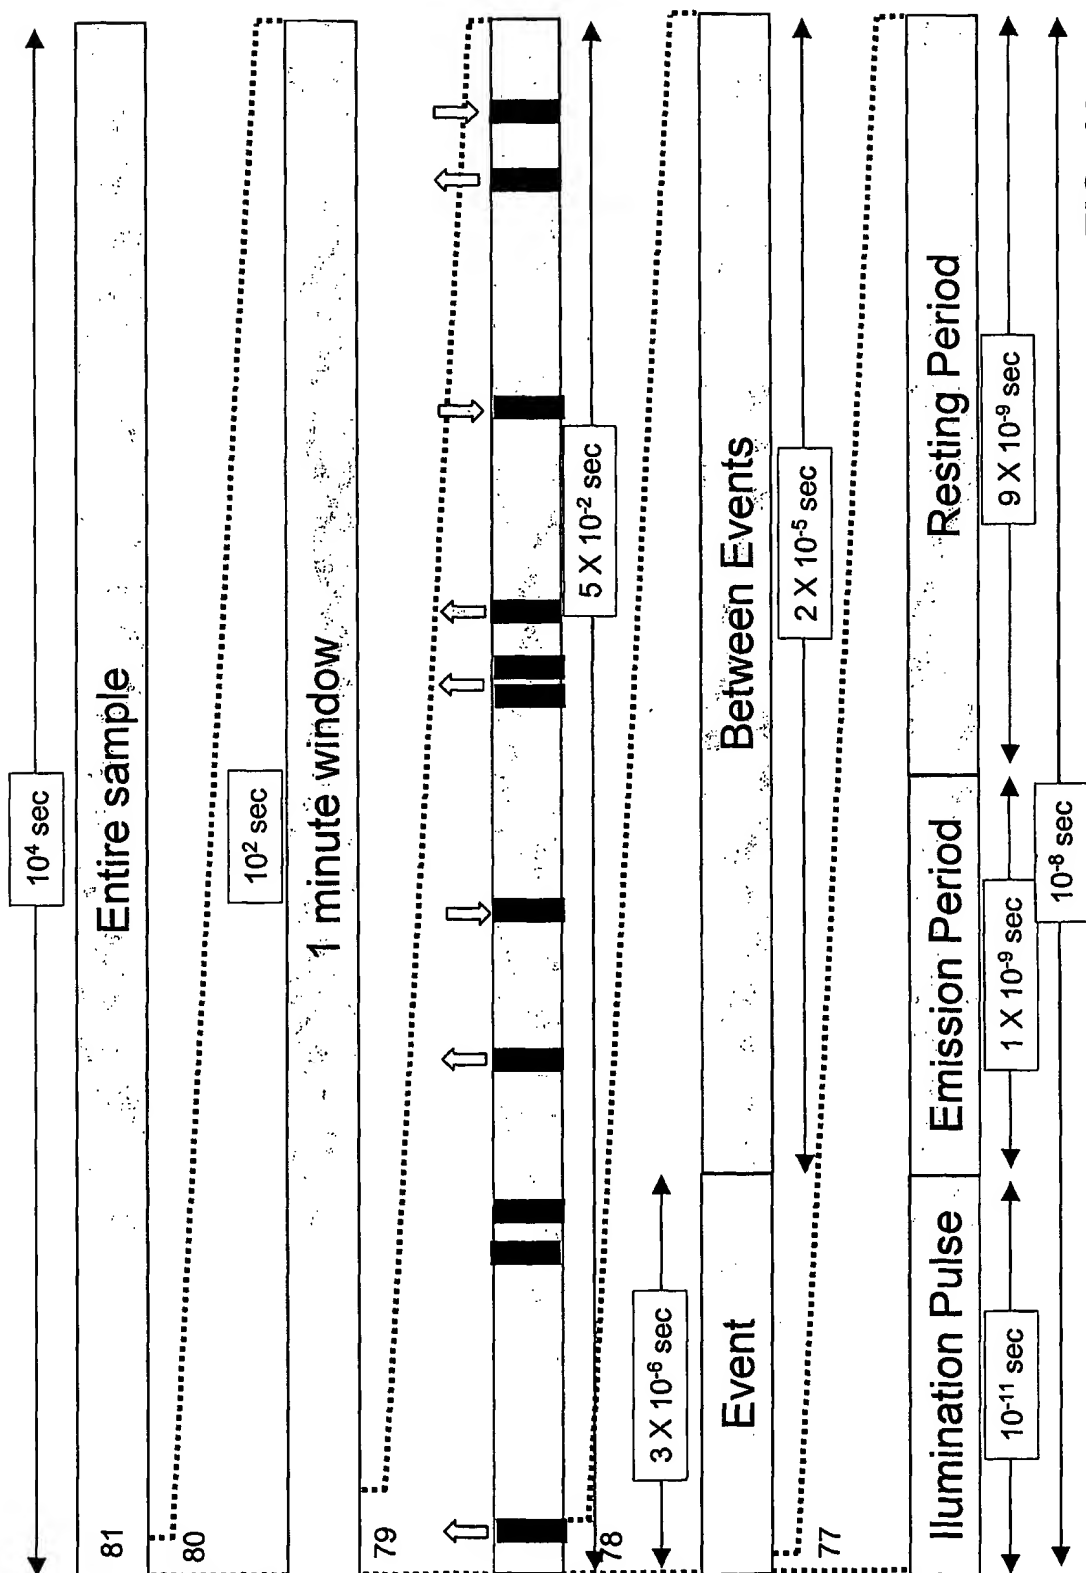 10⁴ sec
81
Entire sample
80
10² sec
1 minute window
79
5 X 10⁻² sec
78
3 X 10⁻⁶ sec
Event
Between Events
2 X 10⁻⁵ sec
77
Illumination Pulse
Emission Period
Resting Period
10⁻¹¹ sec
1 X 10⁻⁹ sec
9 X 10⁻⁹ sec
10⁻⁸ sec